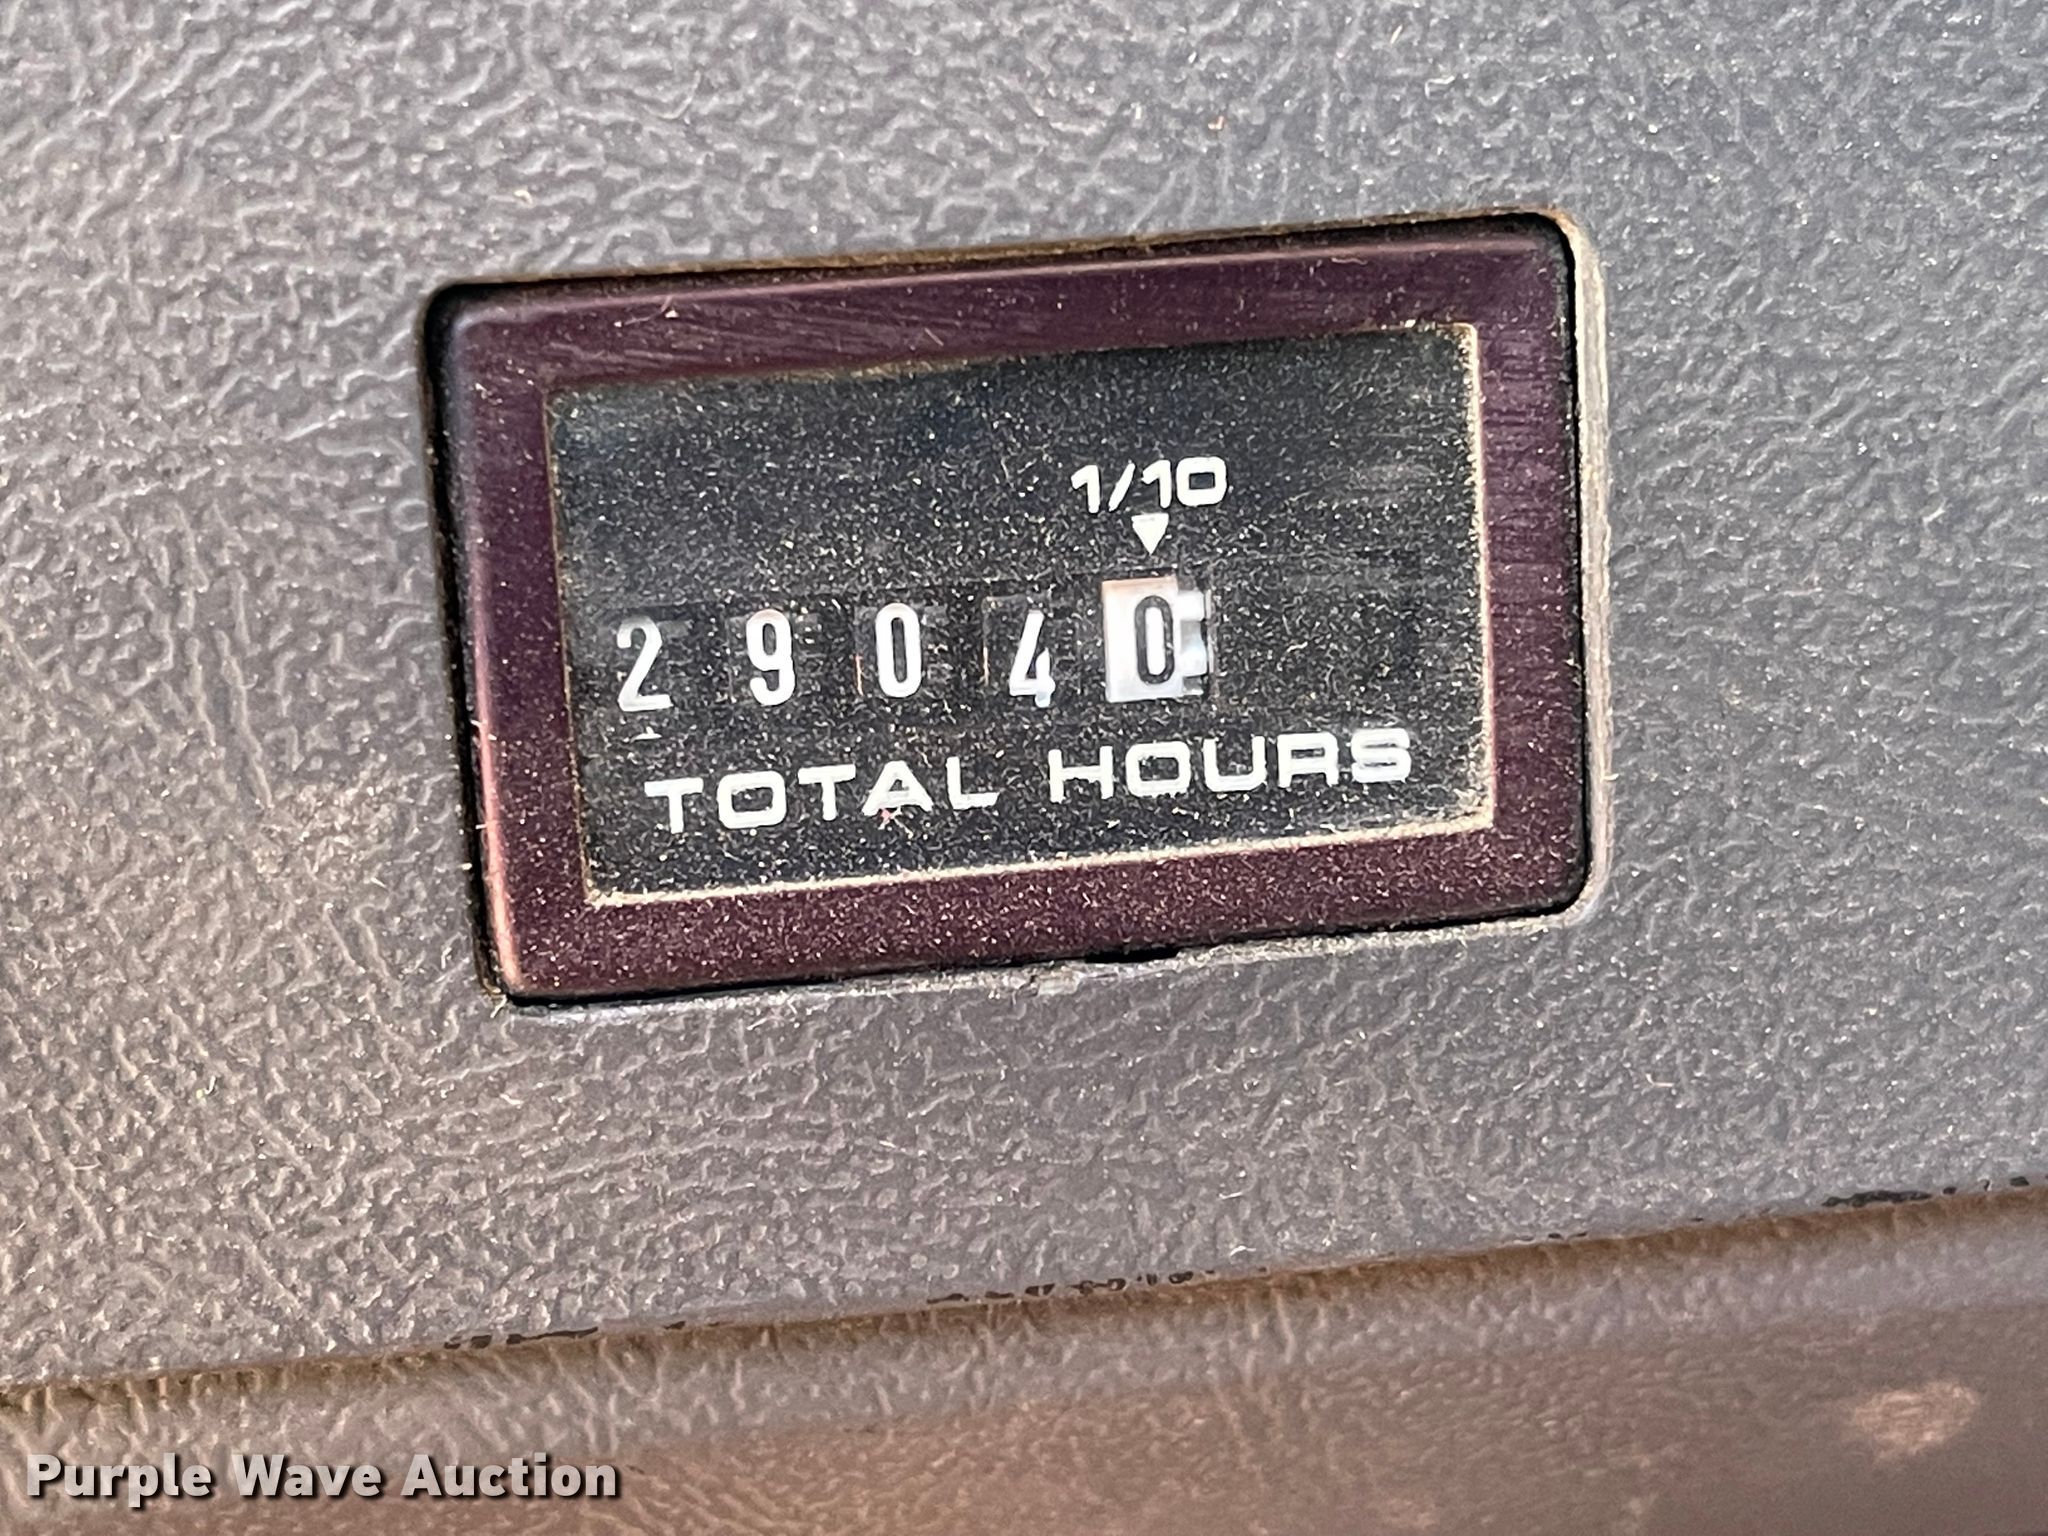 1/10
29040
TOTAL HOURS
Purple Wave Auction